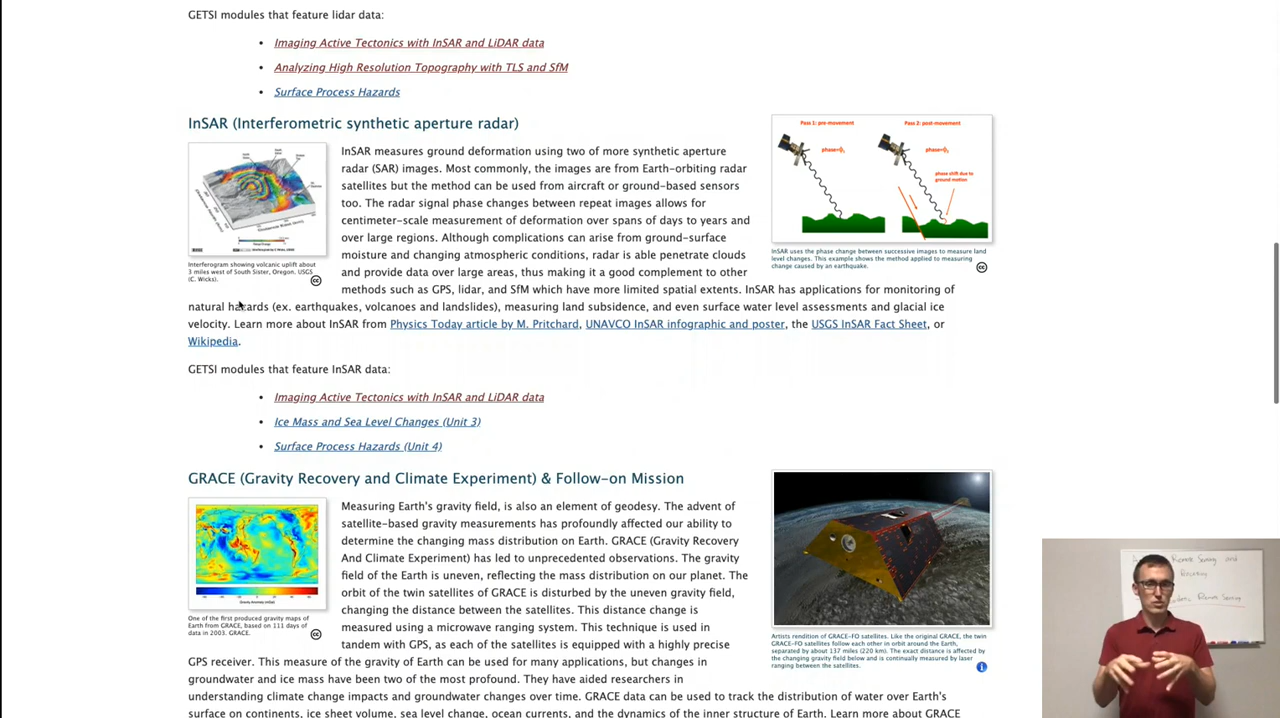 GETSI modules that feature lidar data:
• Imaging Active Tectonics with InSAR and LiDAR data
• Analyzing High Resolution Topography with TLS and SfM
• Surface Process Hazards
InSAR (Interferometric synthetic aperture radar)
InSAR measures ground deformation using two of more synthetic aperture
radar (SAR) images. Most commonly, the images are from Earth-orbiting radar
satellites but the method can be used from aircraft or ground-based sensors
too. The radar signal phase changes between repeat images allows for
centimeter-scale measurement of deformation over spans of days to years and
over large regions. Although complications can arise from ground-surface
moisture and changing atmospheric conditions, radar is able penetrate clouds
and provide data over large areas, thus making it a good complement to other
methods such as GPS, lidar, and SfM which have more limited spatial extents. InSAR has applications for monitoring of
natural hazards (ex. earthquakes, volcanoes and landslides), measuring land subsidence, and even surface water level assessments and glacial ice
velocity. Learn more about InSAR from Physics Today article by M. Pritchard, UNAVCO InSAR infographic and poster, the USGS InSAR Fact Sheet, or
Wikipedia.
Interferogram showing volcanic uplift about
3 miles west of South Sister, Oregon. USGS
(C. Wicks).
Pass 1: pre-movement
Pass 2: post-movement
phase=ϕ₁
phase=ϕ₂
phase shift due to
ground motion
InSAR uses the phase change between successive images to measure land
level changes. This example shows the method applied to measuring
change caused by an earthquake.
GETSI modules that feature InSAR data:
• Imaging Active Tectonics with InSAR and LiDAR data
• Ice Mass and Sea Level Changes (Unit 3)
• Surface Process Hazards (Unit 4)
GRACE (Gravity Recovery and Climate Experiment) & Follow-on Mission
Measuring Earth's gravity field, is also an element of geodesy. The advent of
satellite-based gravity measurements has profoundly affected our ability to
determine the changing mass distribution on Earth. GRACE (Gravity Recovery
And Climate Experiment) has led to unprecedented observations. The gravity
field of the Earth is uneven, reflecting the mass distribution on our planet. The
orbit of the twin satellites of GRACE is disturbed by the uneven gravity field,
changing the distance between the satellites. This distance change is
measured using a microwave ranging system. This technique is used in
tandem with GPS, as each of the satellites is equipped with a highly precise
GPS receiver. This measure of the gravity of Earth can be used for many applications, but changes in
groundwater and ice mass have been two of the most profound. They have aided researchers in
understanding climate change impacts and groundwater changes over time. GRACE data can be used to track the distribution of water over Earth's
surface on continents, ice sheet volume, sea level change, ocean currents, and the dynamics of the inner structure of Earth. Learn more about GRACE
One of the first produced gravity maps of
Earth from GRACE, based on 111 days of
data in 2003. GRACE.
Artists rendition of GRACE-FO satellites. Like the original GRACE, the twin
GRACE-FO satellites follow each other in orbit around the Earth,
separated by about 137 miles (220 km). The exact distance is affected by
the changing gravity field below and is continually measured by laser
ranging between the satellites.
Remote Sensing and